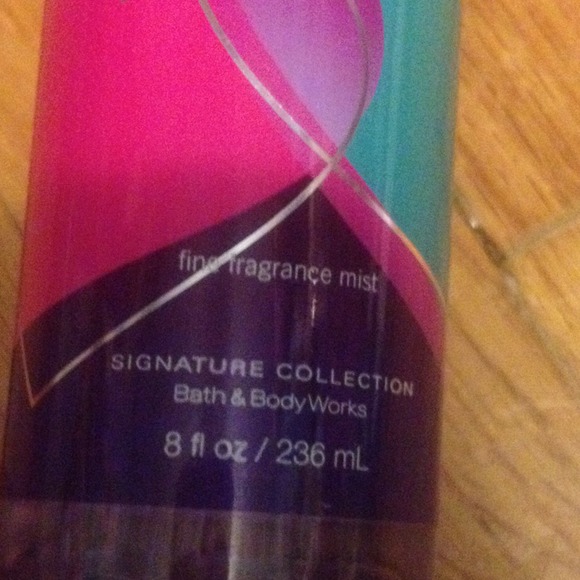 fine fragrance mist
SIGNATURE COLLECTION
Bath & Body Works
8 fl oz / 236 mL